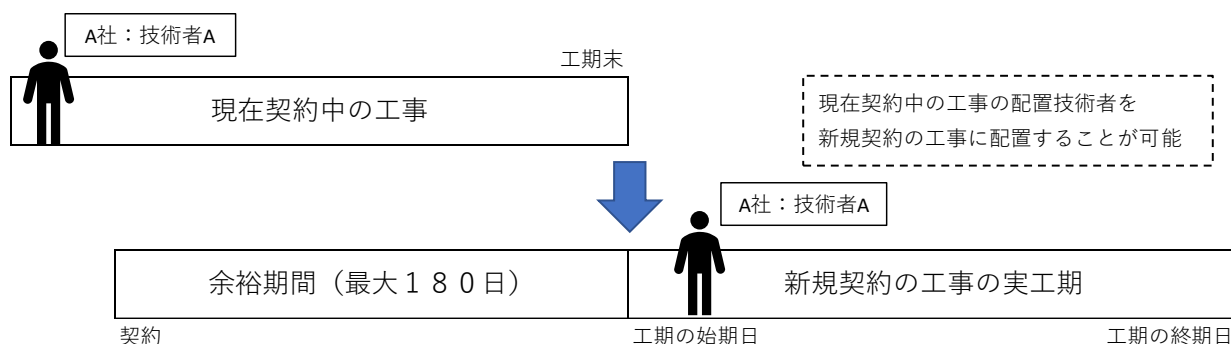 A社：技術者A
工期末
現在契約中の工事
現在契約中の工事の配置技術者を
新規契約の工事に配置することが可能
A社：技術者A
余裕期間（最大１８０日）
新規契約の工事の実工期
契約
工期の始期日
工期の終期日